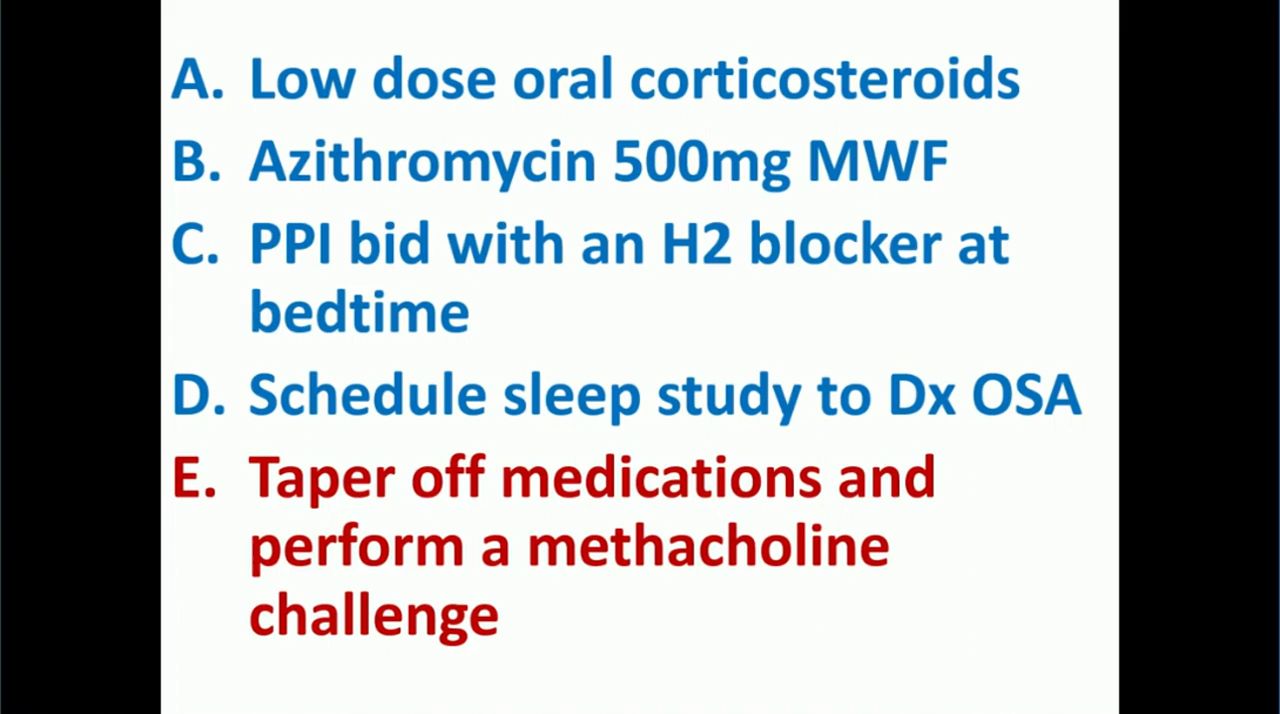 A. Low dose oral corticosteroids
B. Azithromycin 500mg MWF
C. PPI bid with an H2 blocker at
bedtime
D. Schedule sleep study to Dx OSA
E. Taper off medications and
perform a methacholine
challenge